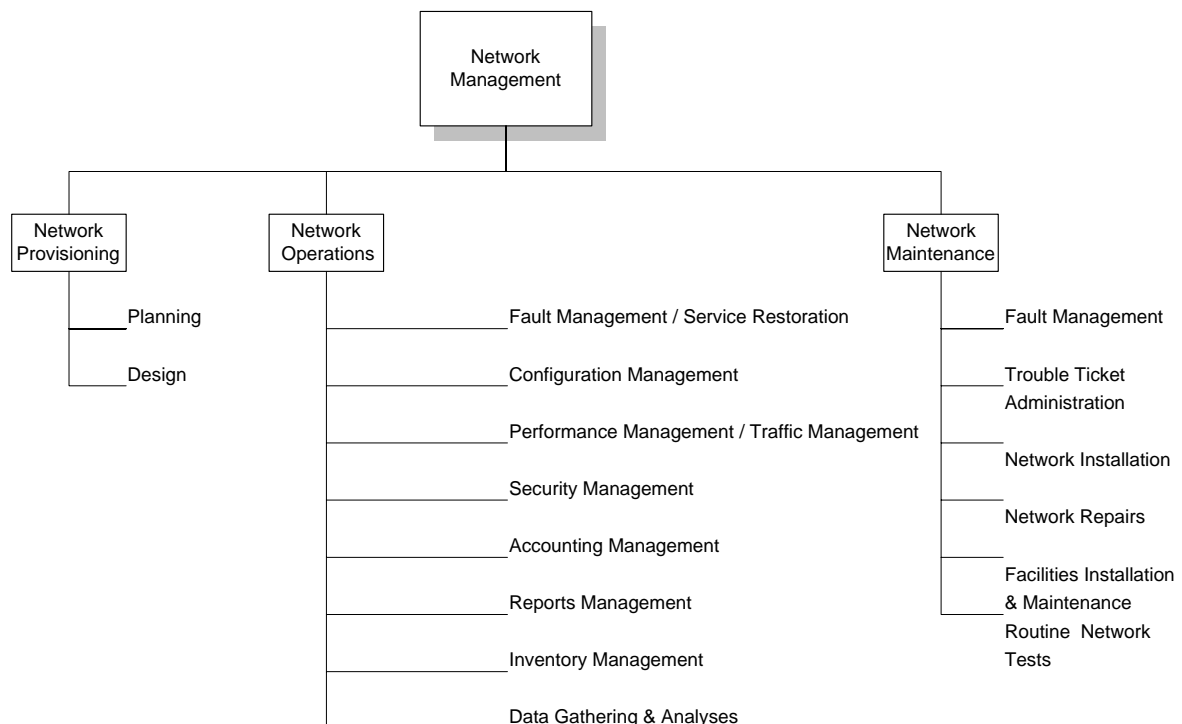 Network
Management
Network
Provisioning
Planning
Design
Network
Operations
Fault Management / Service Restoration
Configuration Management
Performance Management / Traffic Management
Security Management
Accounting Management
Reports Management
Inventory Management
Data Gathering & Analyses
Network
Maintenance
Fault Management
Trouble Ticket
Administration
Network Installation
Network Repairs
Facilities Installation
& Maintenance
Routine Network
Tests